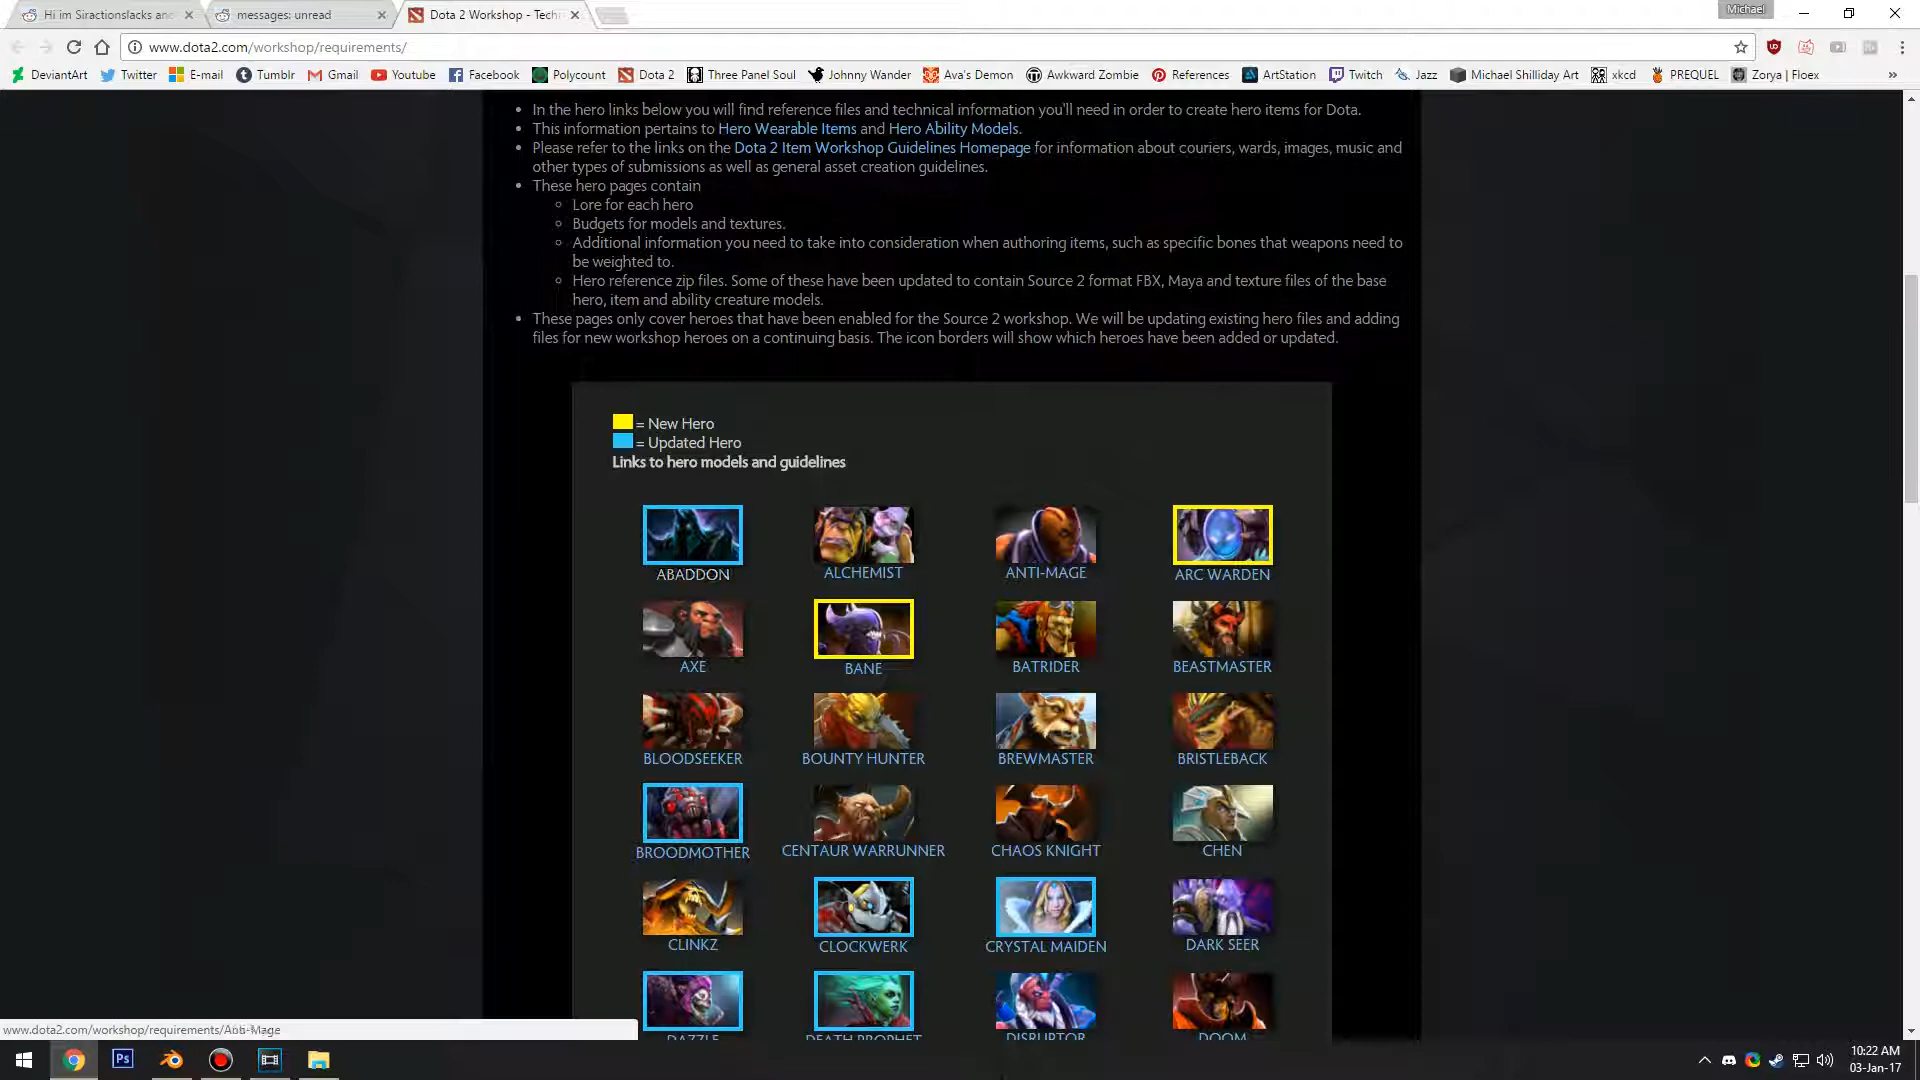 Michael
Hi im Siractionslacks and
messages: unread
Dota 2 Workshop - Tech
www.dota2.com/workshop/requirements/
DeviantArt Twitter E-mail Tumblr Gmail Youtube Facebook Polycount Dota 2 Three Panel Soul Johnny Wander Ava's Demon Awkward Zombie References ArtStation Twitch Jazz Michael Shilliday Art xkcd PREQUEL Zorya | Floex »
In the hero links below you will find reference files and technical information you'll need in order to create hero items for Dota.
This information pertains to Hero Wearable Items and Hero Ability Models.
Please refer to the links on the Dota 2 Item Workshop Guidelines Homepage for information about couriers, wards, images, music and
other types of submissions as well as general asset creation guidelines.
These hero pages contain
Lore for each hero
Budgets for models and textures.
Additional information you need to take into consideration when authoring items, such as specific bones that weapons need to
be weighted to.
Hero reference zip files. Some of these have been updated to contain Source 2 format FBX, Maya and texture files of the base
hero, item and ability creature models.
These pages only cover heroes that have been enabled for the Source 2 workshop. We will be updating existing hero files and adding
files for new workshop heroes on a continuing basis. The icon borders will show which heroes have been added or updated.
= New Hero
= Updated Hero
Links to hero models and guidelines
ABADDON ALCHEMIST ANTI-MAGE ARC WARDEN
AXE BANE BATRIDER BEASTMASTER
BLOODSEEKER BOUNTY HUNTER BREWMASTER BRISTLEBACK
BROODMOTHER CENTAUR WARRUNNER CHAOS KNIGHT CHEN
CLINKZ CLOCKWERK CRYSTAL MAIDEN DARK SEER
DAZZLE DEATH PROPHET DISRUPTOR DOOM
www.dota2.com/workshop/requirements/
Ps
10:22 AM
03-Jan-17